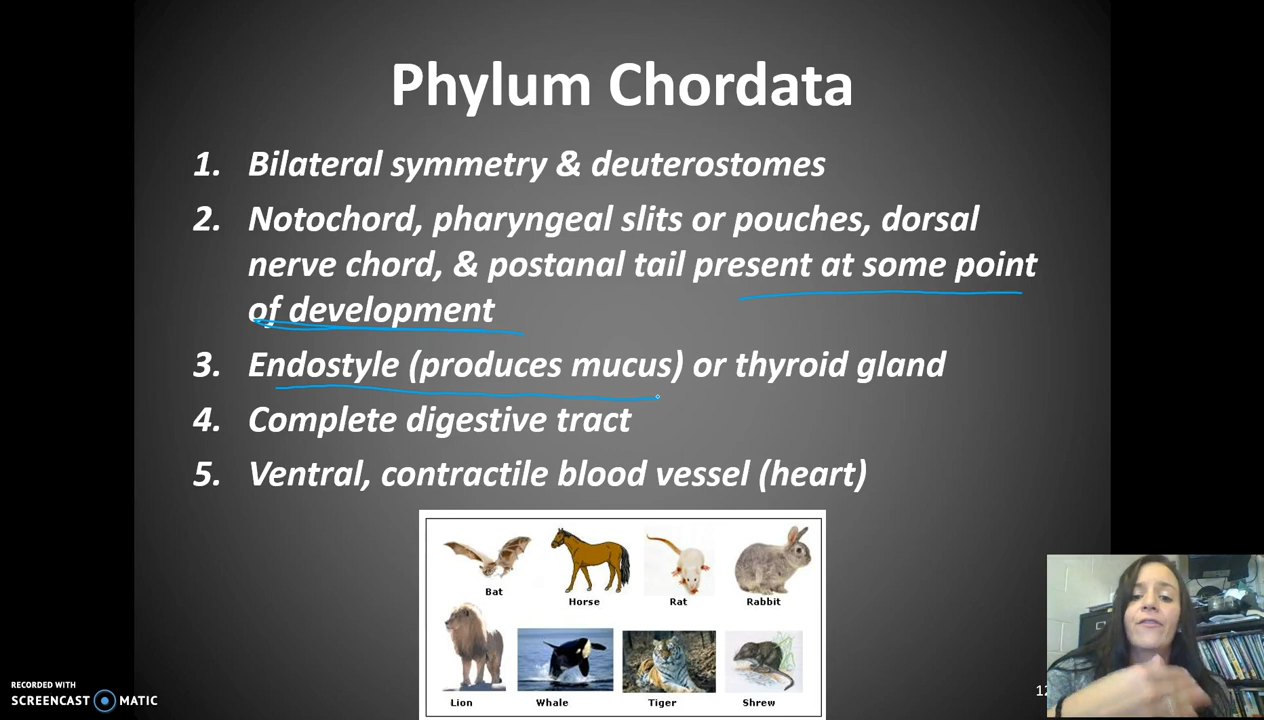 Phylum Chordata
1. Bilateral symmetry & deuterostomes
2. Notochord, pharyngeal slits or pouches, dorsal
nerve chord, & postanal tail present at some point
of development
3. Endostyle (produces mucus) or thyroid gland
4. Complete digestive tract
5. Ventral, contractile blood vessel (heart)
Bat
Horse
Rat
Rabbit
Lion
Whale
Tiger
Shrew
RECORDED WITH
SCREENCAST MATIC